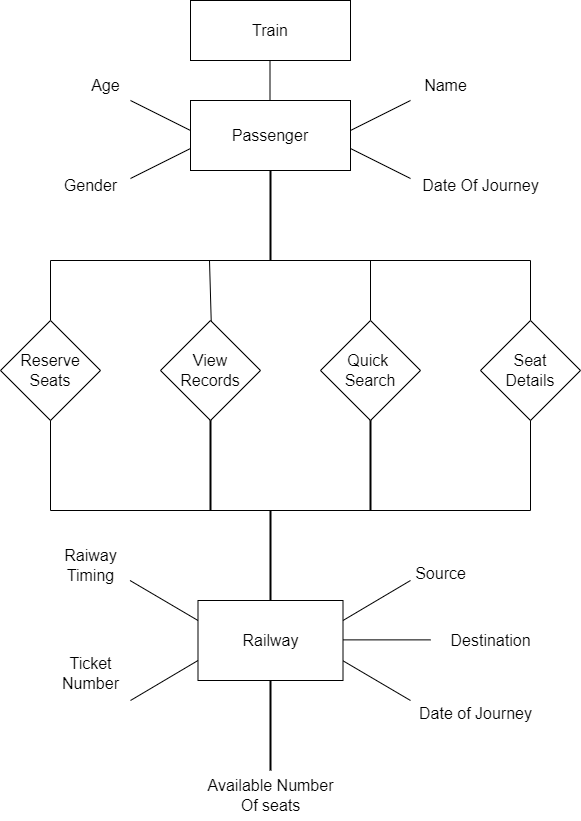 Train
Age
Name
Passenger
Gender
Date Of Journey
Reserve
Seats
View
Records
Quick
Search
Seat
Details
Raiway
Timing
Source
Railway
Destination
Ticket
Number
Date of Journey
Available Number
Of seats